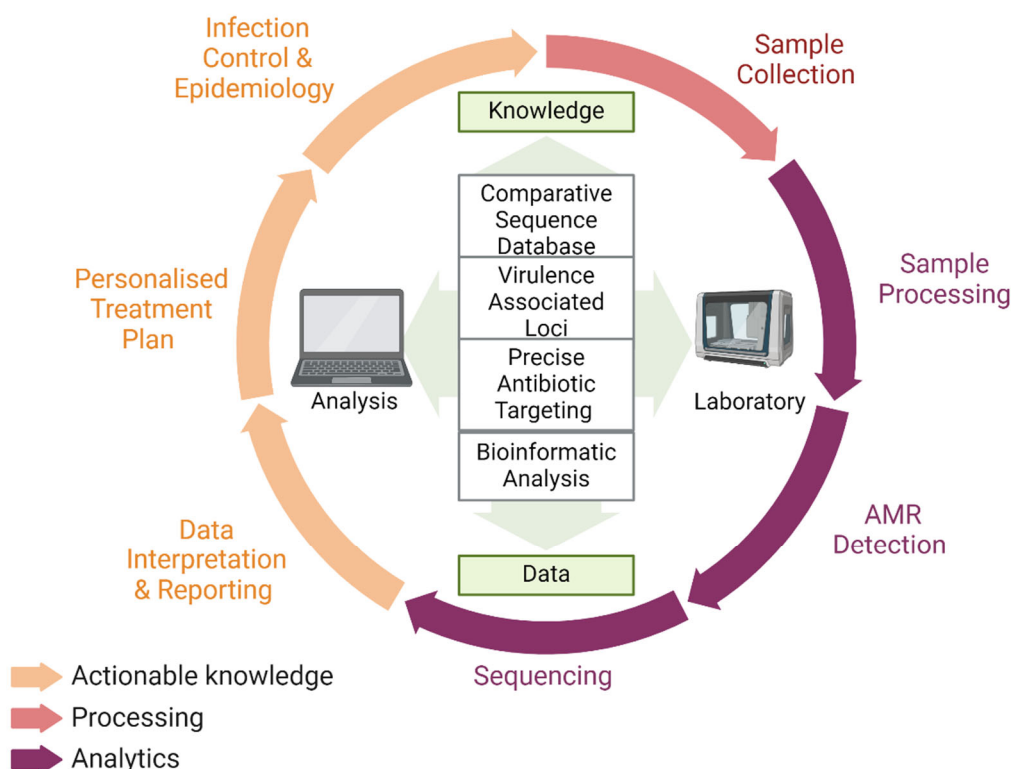 Infection
Control &
Epidemiology
Sample
Collection
Knowledge
Comparative
Sequence
Database
Virulence
Associated
Loci
Precise
Antibiotic
Targeting
Bioinformatic
Analysis
Personalised
Treatment
Plan
Analysis
Laboratory
Sample
Processing
AMR
Detection
Data
Data
Interpretation
& Reporting
Sequencing
Actionable knowledge
Processing
Analytics